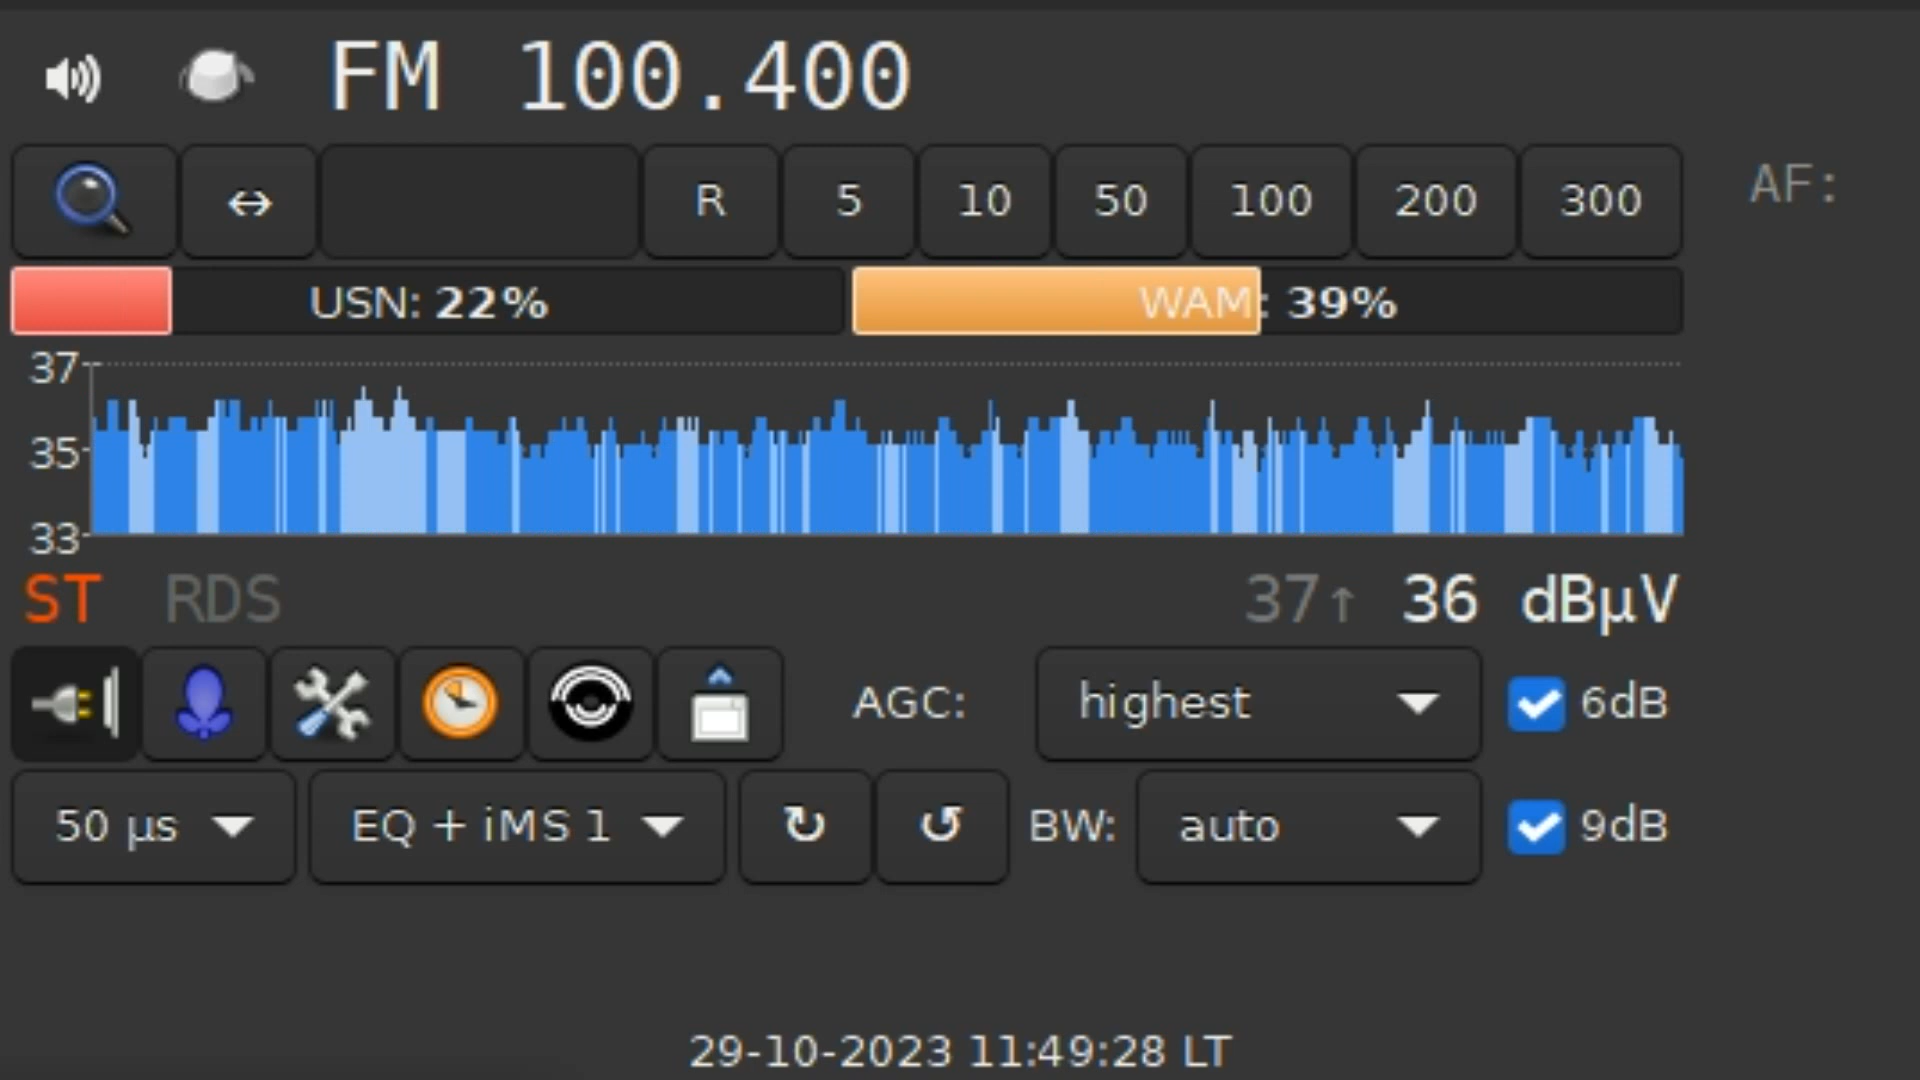 FM 100.400
↔ R 5 10 50 100 200 300 AF:
USN: 22% WAM: 39%
37
35
33
ST RDS 37↑ 36 dBµV
AGC: highest 6dB
50 µs EQ + iMS 1 ↻ ↺ BW: auto 9dB
29-10-2023 11:49:28 LT